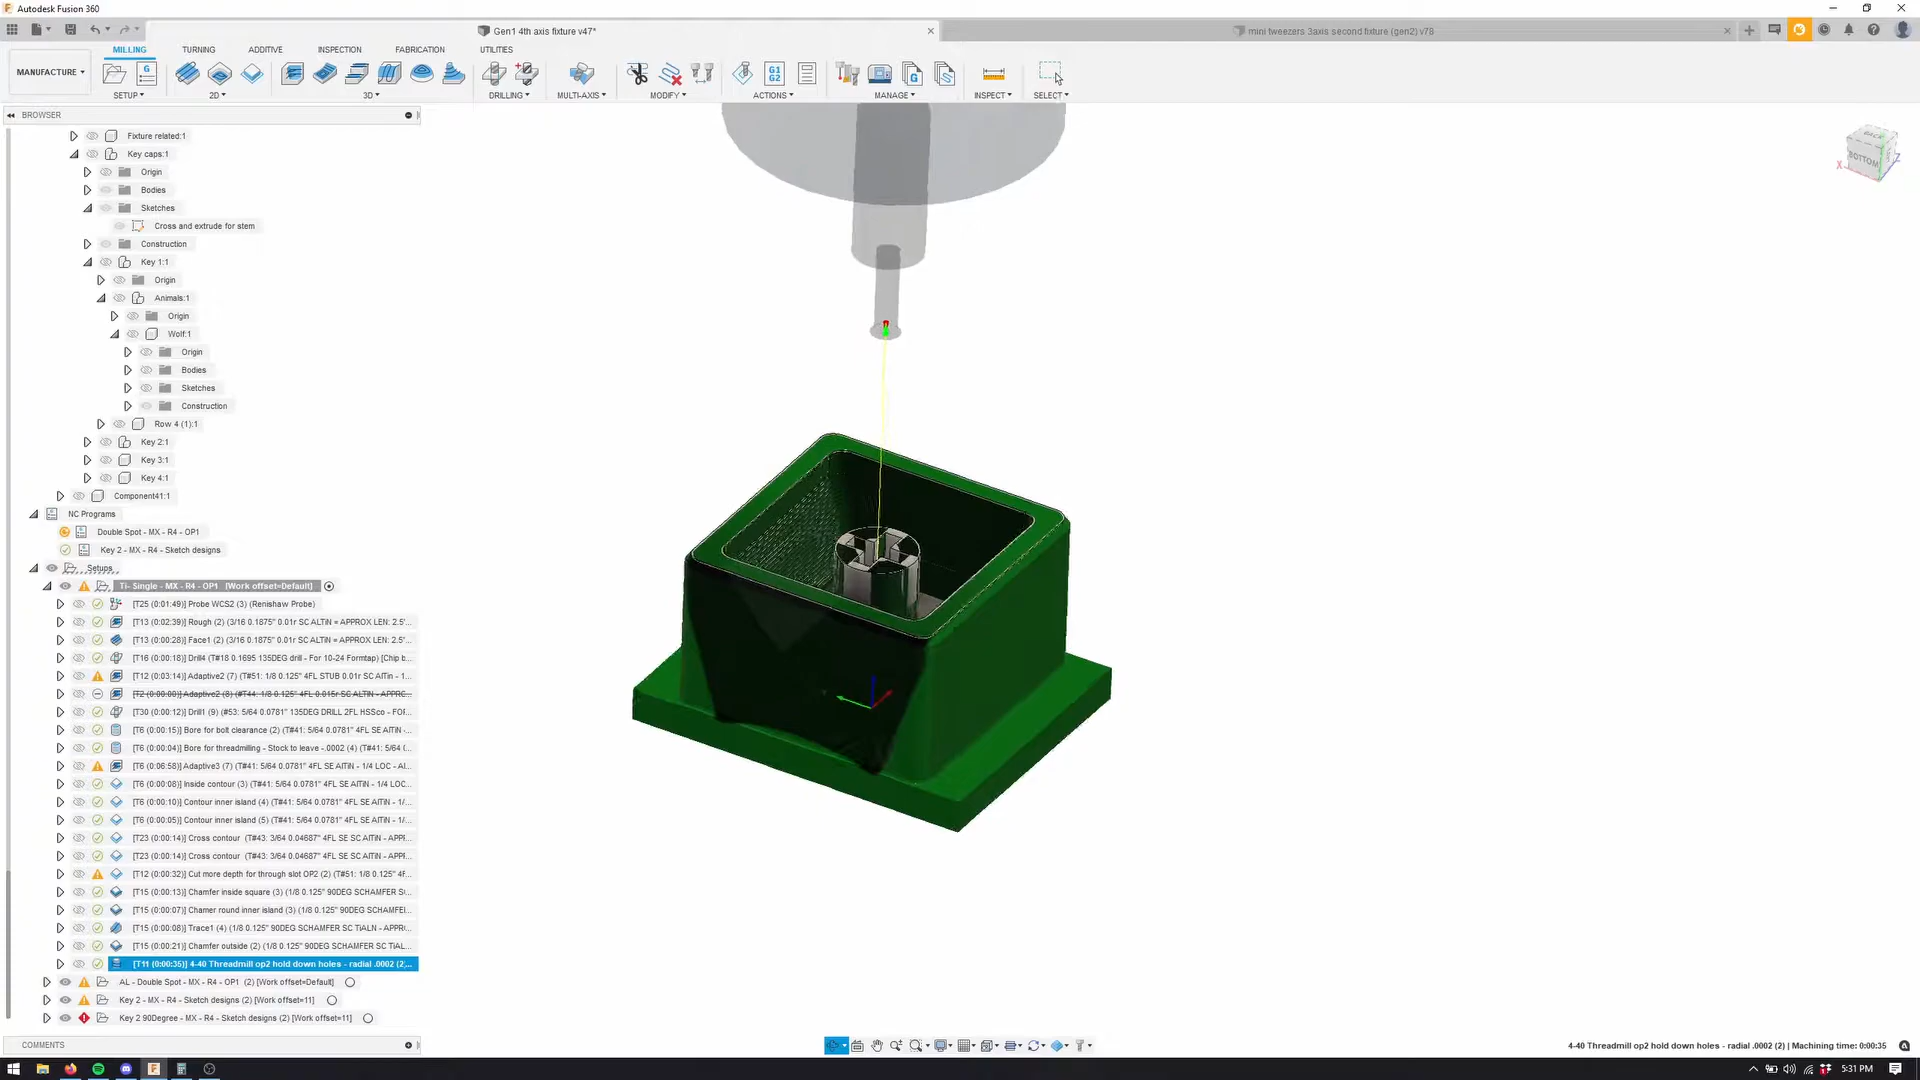 Autodesk Fusion 360
Gen1 4th axis fixture v47*
mini tweezers 3axis second fixture (gen2) v78
MANUFACTURE
MILLING
TURNING
ADDITIVE
INSPECTION
FABRICATION
UTILITIES
G1
G2
SETUP
2D
3D
DRILLING
MULTI-AXIS
MODIFY
ACTIONS
MANAGE
INSPECT
SELECT
BROWSER
BACK
BOTTOM
X
Z
Fixture related:1
Key caps:1
Origin
Bodies
Sketches
Cross and extrude for stem
Construction
Key 1:1
Origin
Animals:1
Origin
Wolf:1
Origin
Bodies
Sketches
Construction
Row 4 (1):1
Key 2:1
Key 3:1
Key 4:1
Component41:1
NC Programs
Double Spot - MX - R4 - OP1
Key 2 - MX - R4 - Sketch designs
Setups
Ti- Single - MX - R4 - OP1 [Work offset=Default]
[T25 (0:01:49)] Probe WCS2 (3) (Renishaw Probe)
[T13 (0:02:39)] Rough (2) (3/16 0.1875" 0.01r SC ALTiN = APPROX LEN: 2.5"...
[T13 (0:00:28)] Face1 (2) (3/16 0.1875" 0.01r SC ALTiN = APPROX LEN: 2.5"...
[T16 (0:00:18)] Drill4 (T#18 0.1695 135DEG drill - For 10-24 Formtap) [Chip b...
[T12 (0:03:14)] Adaptive2 (7) (T#51: 1/8 0.125" 4FL STUB 0.01r SC AlTin - 1...
[T2 (0:00:00)] Adaptive2 (8) (#T44: 1/8 0.125" 4FL 0.015r SC ALTIN - APPRO...
[T30 (0:00:12)] Drill1 (9) (#53: 5/64 0.0781" 135DEG DRILL 2FL HSSco - FOR...
[T6 (0:00:15)] Bore for bolt clearance (2) (T#41: 5/64 0.0781" 4FL SE AlTiN -...
[T6 (0:00:04)] Bore for threadmilling - Stock to leave -.0002 (4) (T#41: 5/64 0...
[T6 (0:06:58)] Adaptive3 (7) (T#41: 5/64 0.0781" 4FL SE AlTiN - 1/4 LOC - Al...
[T6 (0:00:08)] Inside contour (3) (T#41: 5/64 0.0781" 4FL SE AlTiN - 1/4 LOC...
[T6 (0:00:10)] Contour inner island (4) (T#41: 5/64 0.0781" 4FL SE AlTiN - 1/...
[T6 (0:00:05)] Contour inner island (5) (T#41: 5/64 0.0781" 4FL SE AlTiN - 1/...
[T23 (0:00:14)] Cross contour (T#43: 3/64 0.04687" 4FL SE SC AlTiN - APPR...
[T23 (0:00:14)] Cross contour (T#43: 3/64 0.04687" 4FL SE SC AlTiN - APPR...
[T12 (0:00:32)] Cut more depth for through slot OP2 (2) (T#51: 1/8 0.125" 4F...
[T15 (0:00:13)] Chamfer inside square (3) (1/8 0.125" 90DEG SCHAMFER S...
[T15 (0:00:07)] Chamer round inner island (3) (1/8 0.125" 90DEG SCHAMFE...
[T15 (0:00:08)] Trace1 (4) (1/8 0.125" 90DEG SCHAMFER SC TiALN - APPR...
[T15 (0:00:21)] Chamfer outside (2) (1/8 0.125" 90DEG SCHAMFER SC TiAL...
[T11 (0:00:35)] 4-40 Threadmill op2 hold down holes - radial .0002 (2)...
AL - Double Spot - MX - R4 - OP1 (2) [Work offset=Default]
Key 2 - MX - R4 - Sketch designs (2) [Work offset=11]
Key 2 90Degree - MX - R4 - Sketch designs (2) [Work offset=11]
COMMENTS
4-40 Threadmill op2 hold down holes - radial .0002 (2) | Machining time: 0:00:35
5:31 PM